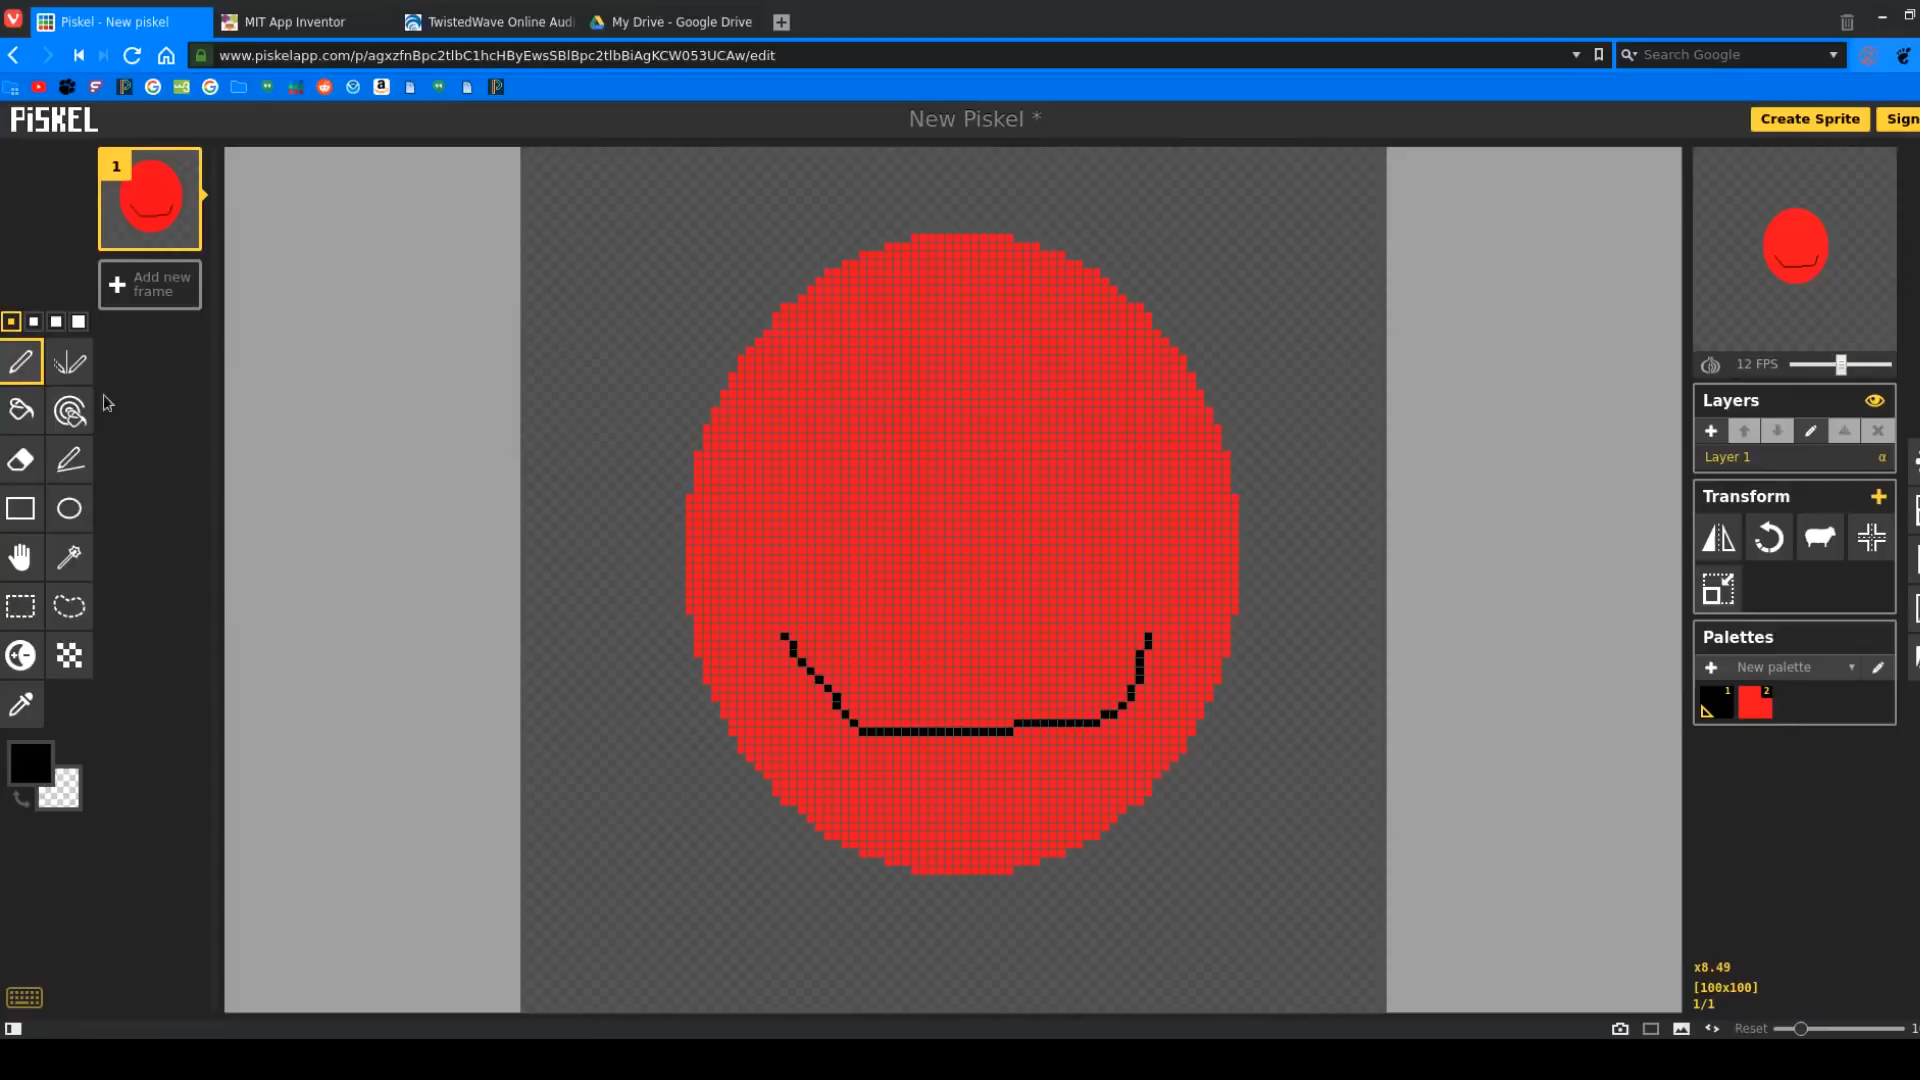 Piskel - New piskel
MIT App Inventor
TwistedWave Online Aud
My Drive - Google Drive
www.piskelapp.com/p/agxzfnBpc2tlbC1hcHByEwsSBlBpc2tlbBiAgKCW053UCAw/edit
Search Google
PiSKEL
New Piskel *
Create Sprite
Sign
1
Add new
frame
12 FPS
Layers
Layer 1
α
Transform
Palettes
New palette
1
2
x8.49
[100x100]
1/1
Reset